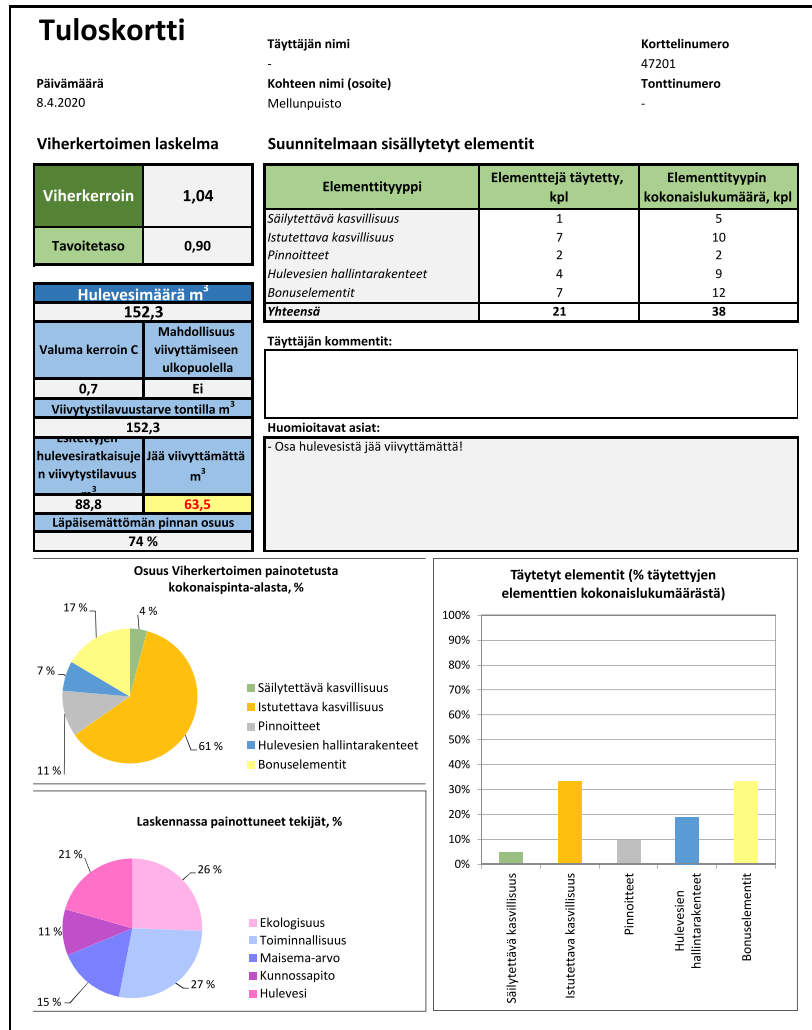 Tuloskortti
Täyttäjän nimi
Korttelinumero
-
47201
Päivämäärä
Kohteen nimi (osoite)
Tonttinumero
8.4.2020
Mellunpuisto
-
Viherkertoimen laskelma
Suunnitelmaan sisällytetyt elementit
Viherkerroin 1,04
Tavoitetaso 0,90
Elementtityyppi
Elementtejä täytetty, kpl
Elementtityypin kokonaislukumäärä, kpl
Säilytettävä kasvillisuus 1 5
Istutettava kasvillisuus 7 10
Pinnoitteet 2 2
Hulevesien hallintarakenteet 4 9
Bonuselementit 7 12
Yhteensä 21 38
Hulevesimäärä m³
152,3
Valuma kerroin C
Mahdollisuus
viivyttämiseen
ulkopuolella
0,7 Ei
Viivytystilavuustarve tontilla m³
152,3
Esitettyjen
hulevesiratkaisuje
n viivytystilavuus
m³
Jää viivyttämättä
m³
88,8 63,5
Läpäisemättömän pinnan osuus
74 %
Täyttäjän kommentit:
Huomioitavat asiat:
- Osa hulevesistä jää viivyttämättä!
Osuus Viherkertoimen painotetusta
kokonaispinta-alasta, %
17 %
4 %
7 %
11 %
61 %
Säilytettävä kasvillisuus
Istutettava kasvillisuus
Pinnoitteet
Hulevesien hallintarakenteet
Bonuselementit
Laskennassa painottuneet tekijät, %
21 %
26 %
11 %
15 %
27 %
Ekologisuus
Toiminnallisuus
Maisema-arvo
Kunnossapito
Hulevesi
Täytetyt elementit (% täytettyjen
elementtien kokonaislukumäärästä)
100%
90%
80%
70%
60%
50%
40%
30%
20%
10%
0%
Säilytettävä kasvillisuus
Istutettava kasvillisuus
Pinnoitteet
Hulevesien
hallintarakenteet
Bonuselementit